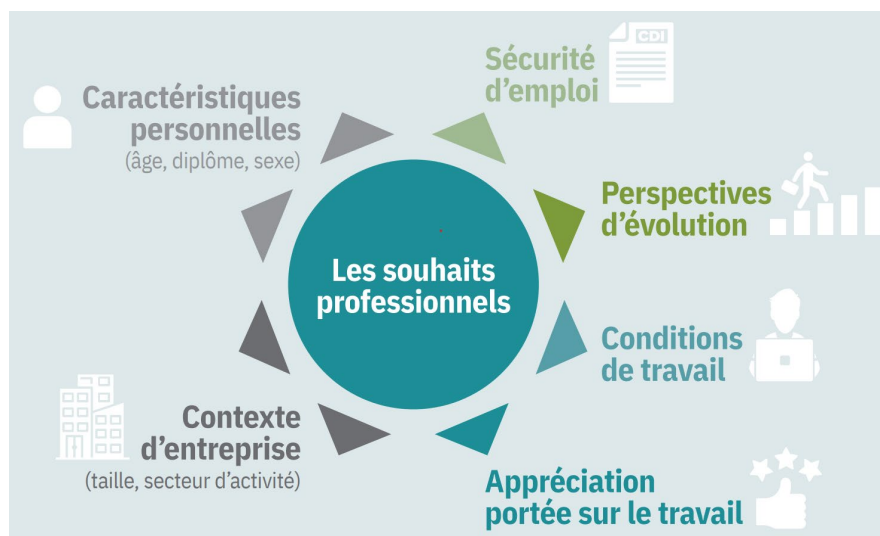 Caractéristiques
personnelles
(âge, diplôme, sexe)
Sécurité
d'emploi
CDI
Perspectives
d'évolution
Les souhaits
professionnels
Conditions
de travail
Contexte
d'entreprise
(taille, secteur d'activité)
Appréciation
portée sur le travail